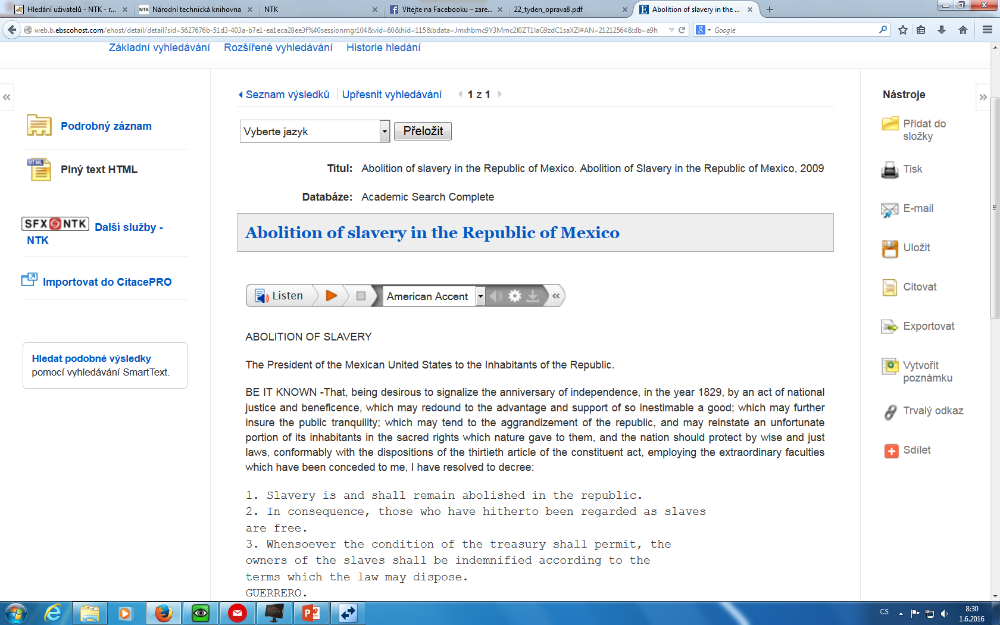 Hledání uživatelů - NTK - r...
Národní technická knihovna
NTK
Vítejte na Facebooku – zare...
22_tyden_oprava8.pdf
Abolition of slavery in the ...
web.b.ebscohost.com/ehost/detail/detail?sid=5627676b-51d3-403a-b7e1-ea1eca28ee3f%40sessionmgr104&vid=60&hid=115&bdata=Jmxhbmc9Y3Mmc2l0ZT1laG9zdC1saXZl#AN=21212564&db=a9h
Google
Základní vyhledávání Rozšířené vyhledávání Historie hledání
Seznam výsledků Upřesnit vyhledávání 1 z 1
Nástroje
Podrobný záznam
Plný text HTML
SFX NTK Další služby -
NTK
Importovat do CitacePRO
Hledat podobné výsledky
pomocí vyhledávání SmartText.
Vyberte jazyk Přeložit
Titul: Abolition of slavery in the Republic of Mexico. Abolition of Slavery in the Republic of Mexico, 2009
Databáze: Academic Search Complete
Abolition of slavery in the Republic of Mexico
Listen American Accent
ABOLITION OF SLAVERY
The President of the Mexican United States to the Inhabitants of the Republic.
BE IT KNOWN -That, being desirous to signalize the anniversary of independence, in the year 1829, by an act of national
justice and beneficence, which may redound to the advantage and support of so inestimable a good; which may further
insure the public tranquility; which may tend to the aggrandizement of the republic, and may reinstate an unfortunate
portion of its inhabitants in the sacred rights which nature gave to them, and the nation should protect by wise and just
laws, conformably with the dispositions of the thirtieth article of the constituent act, employing the extraordinary faculties
which have been conceded to me, I have resolved to decree:
1. Slavery is and shall remain abolished in the republic.
2. In consequence, those who have hitherto been regarded as slaves
are free.
3. Whensoever the condition of the treasury shall permit, the
owners of the slaves shall be indemnified according to the
terms which the law may dispose.
GUERRERO.
Přidat do
složky
Tisk
E-mail
Uložit
Citovat
Exportovat
Vytvořit
poznámku
Trvalý odkaz
Sdílet
CS
8:30
1.6.2016